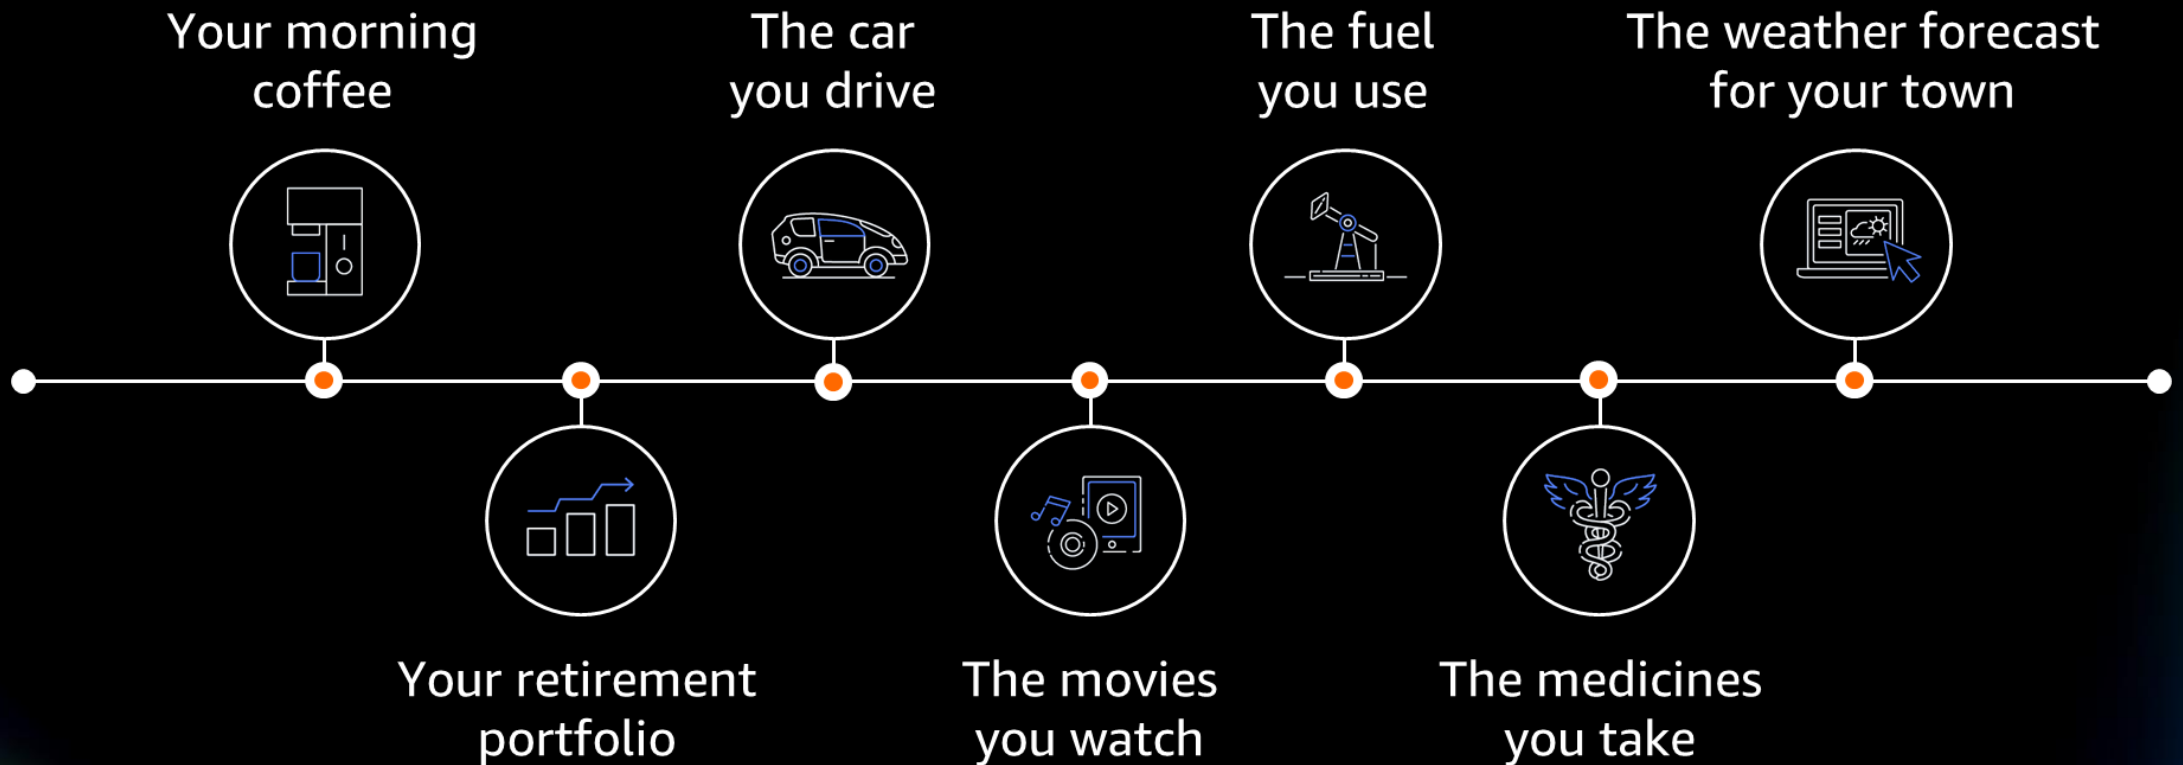 Your morning
coffee
The car
you drive
The fuel
you use
The weather forecast
for your town
Your retirement
portfolio
The movies
you watch
The medicines
you take